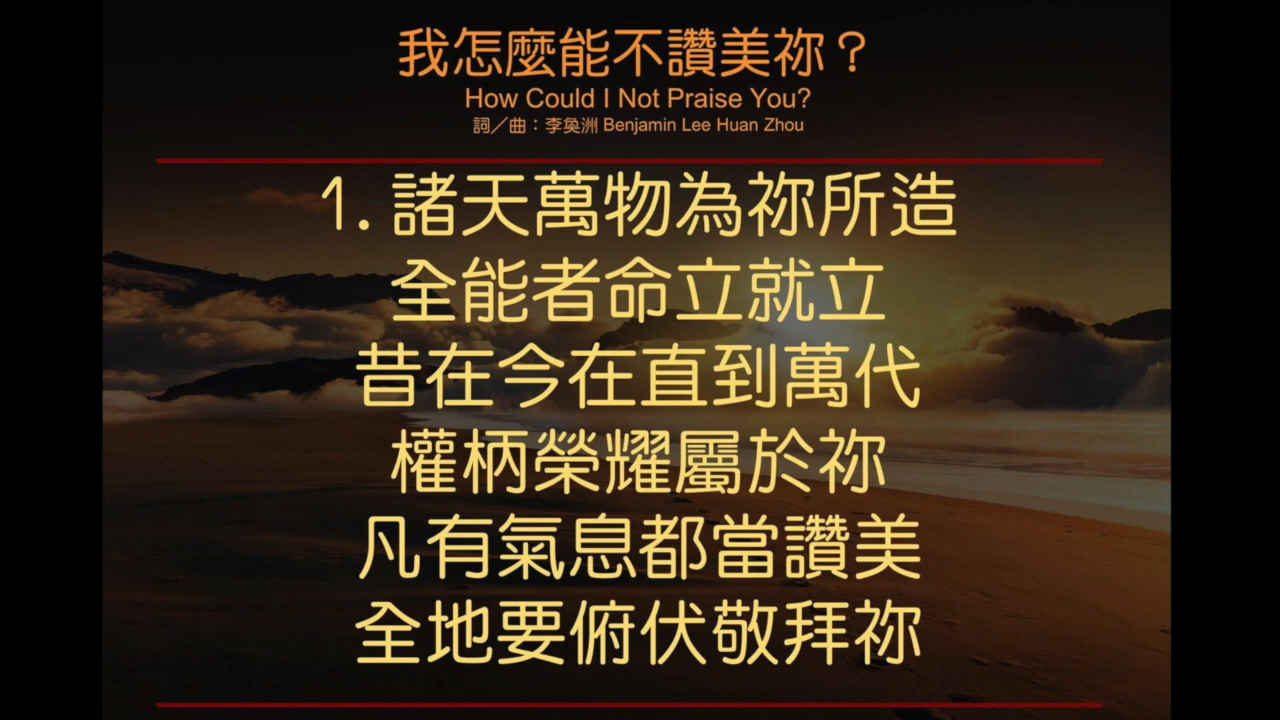 我怎麼能不讚美祢？
How Could I Not Praise You?
詞／曲：李奐洲 Benjamin Lee Huan Zhou
1. 諸天萬物為祢所造
全能者命立就立
昔在今在直到萬代
權柄榮耀屬於祢
凡有氣息都當讚美
全地要俯伏敬拜祢